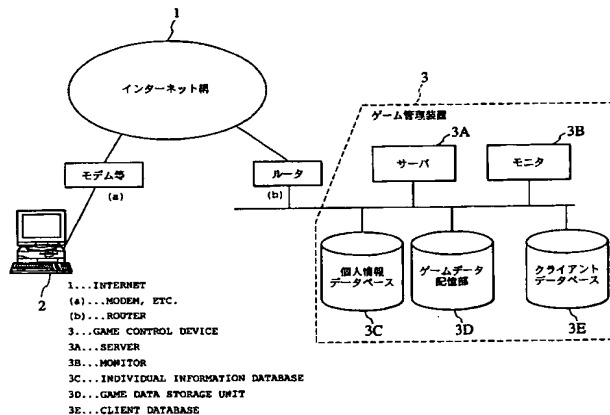 1
インターネット網
3
ゲーム管理装置
3A
3B
サーバ
モニタ
モデム等
(a)
ルータ
(b)
個人情報
データベース
ゲームデータ
記憶部
クライアント
データベース
2
3C
3D
3E
1...INTERNET
(a)...MODEM, ETC.
(b)...ROUTER
3...GAME CONTROL DEVICE
3A...SERVER
3B...MONITOR
3C...INDIVIDUAL INFORMATION DATABASE
3D...GAME DATA STORAGE UNIT
3E...CLIENT DATABASE